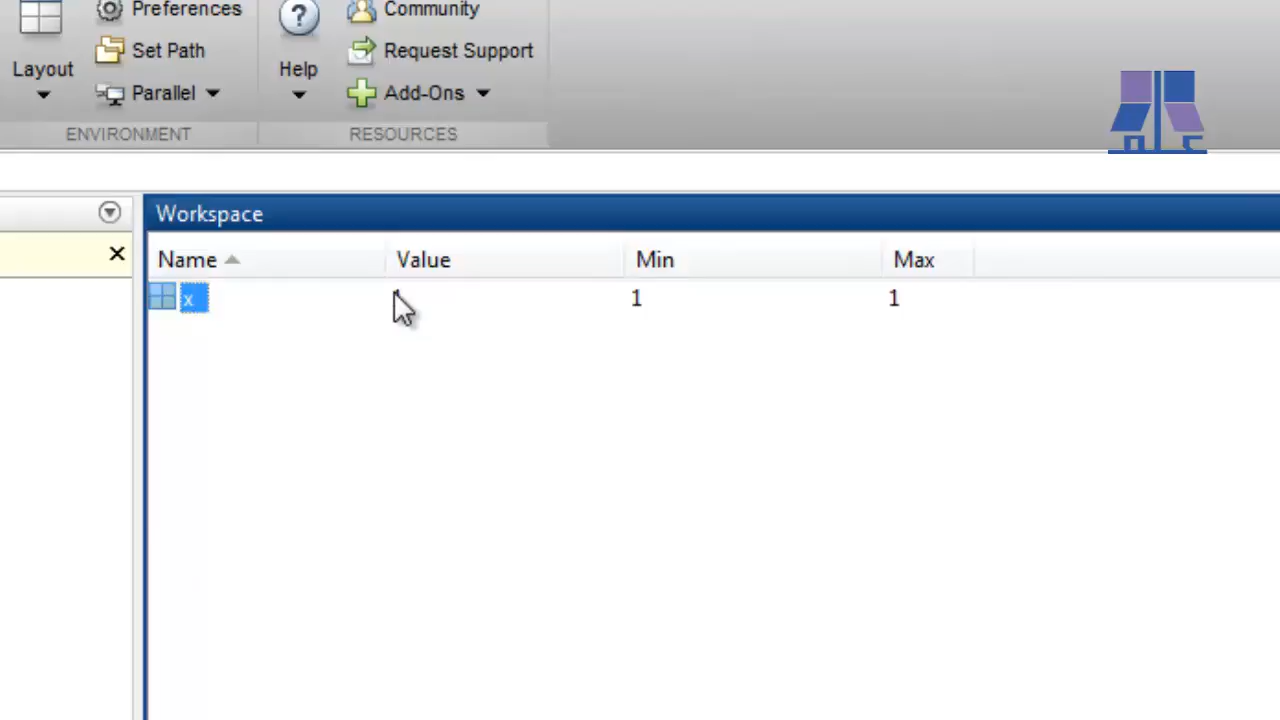 Preferences
Community
Set Path
Request Support
Layout
Help
Parallel
Add-Ons
ENVIRONMENT
RESOURCES
Workspace
Name Value Min Max
x 1 1